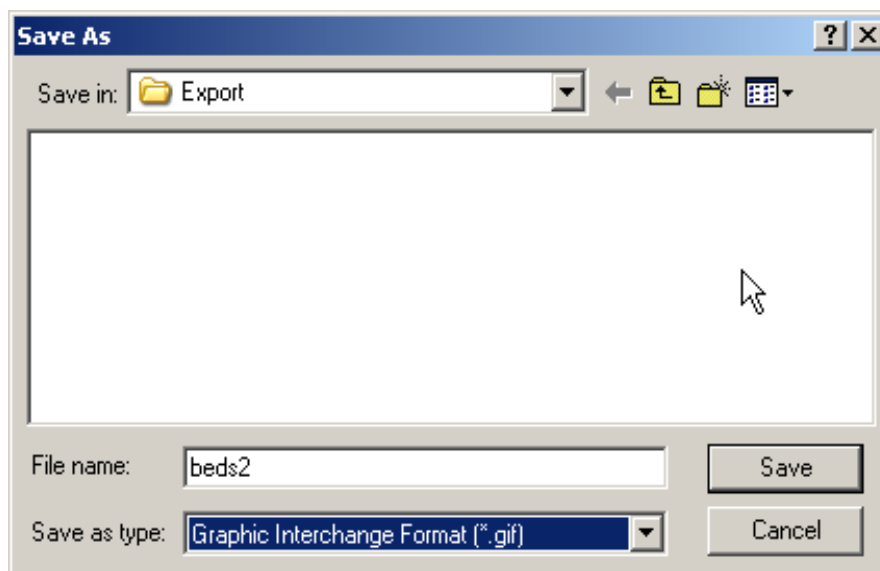 Save As
Save in: Export
File name: beds2 Save
Save as type: Graphic Interchange Format (*.gif) Cancel